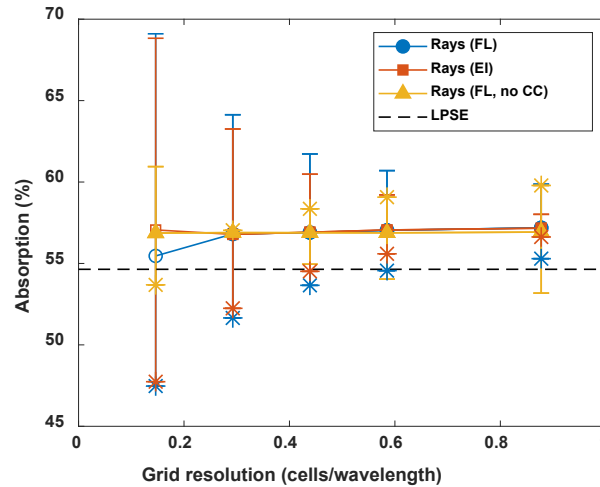 70
65
60
55
50
45
Absorption (%)
Rays (FL)
Rays (EI)
Rays (FL, no CC)
LPSE
0 0.2 0.4 0.6 0.8
Grid resolution (cells/wavelength)